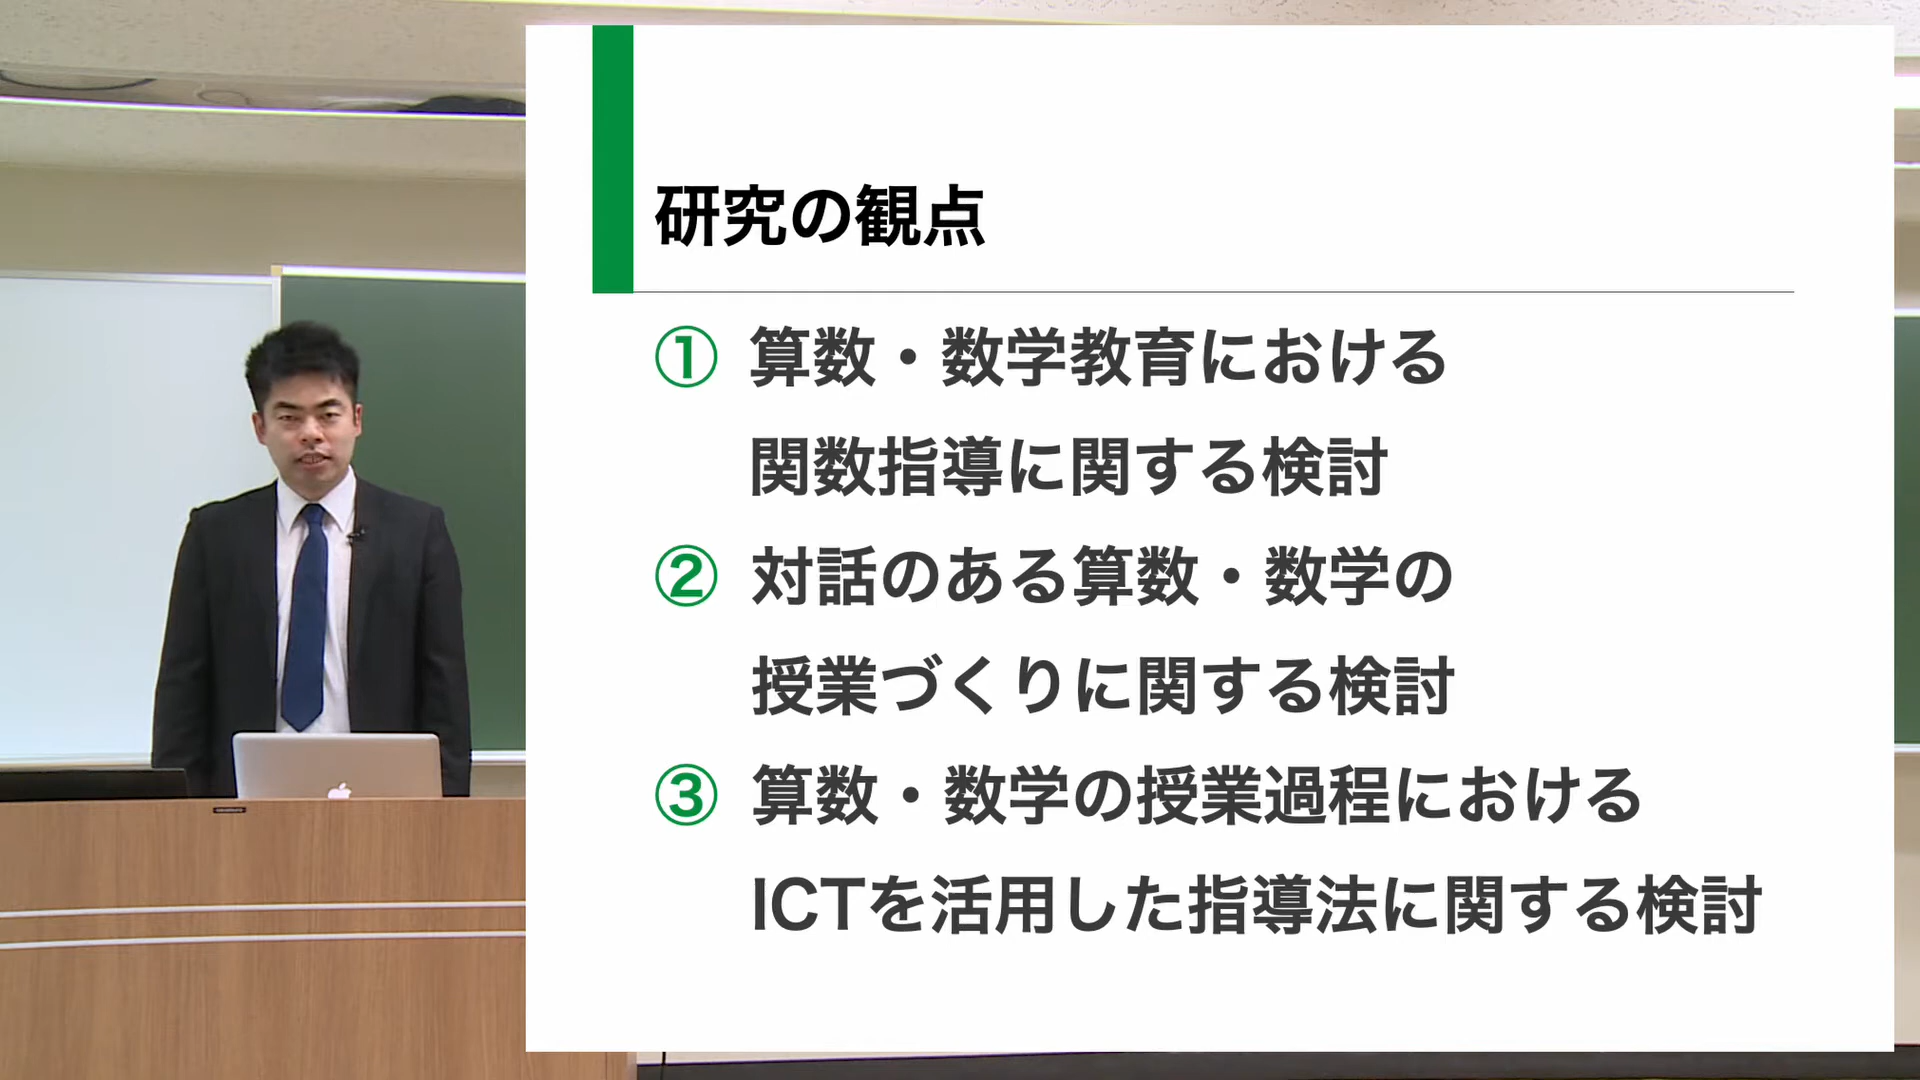 研究の観点
① 算数・数学教育における
関数指導に関する検討
② 対話のある算数・数学の
授業づくりに関する検討
③ 算数・数学の授業過程における
ICTを活用した指導法に関する検討